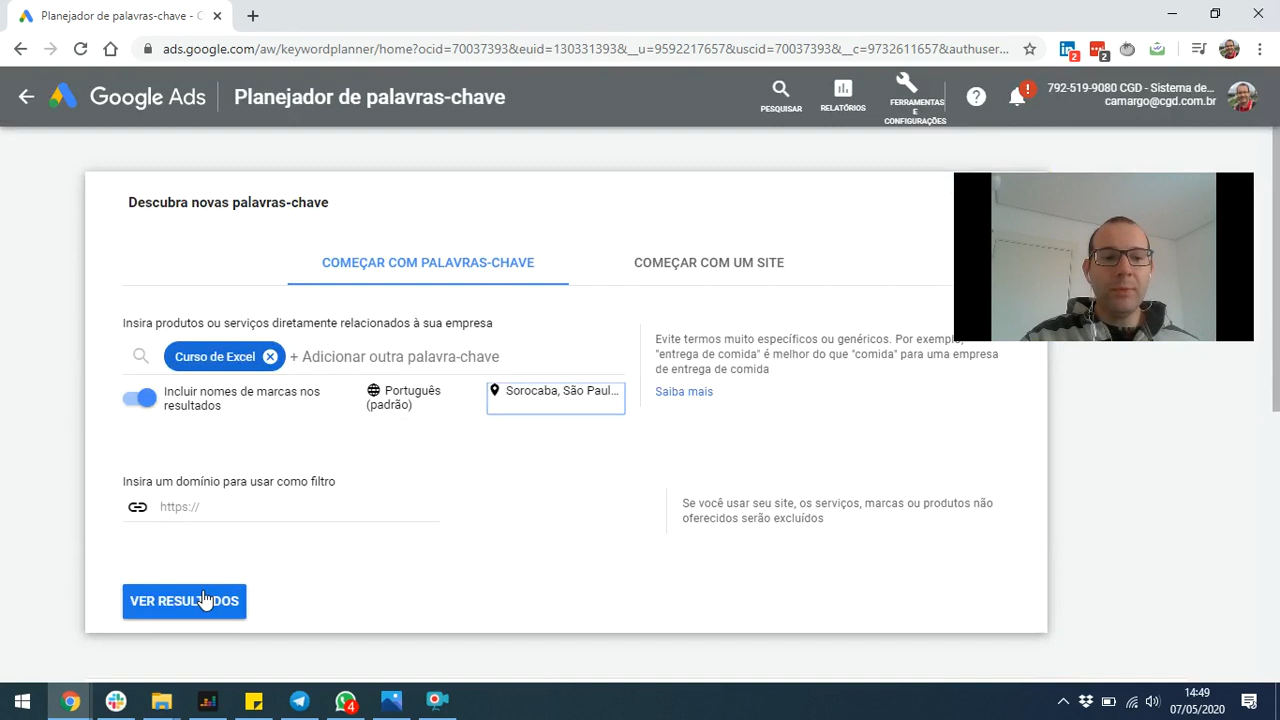 Planejador de palavras-chave - C
ads.google.com/aw/keywordplanner/home?ocid=70037393&euid=130331393&__u=9592217657&uscid=70037393&__c=9732611657&authuser...
2
2
Google Ads
Planejador de palavras-chave
PESQUISAR
RELATÓRIOS
FERRAMENTAS
E
CONFIGURAÇÕES
792-519-9080 CGD - Sistema de...
camargo@cgd.com.br
Descubra novas palavras-chave
COMEÇAR COM PALAVRAS-CHAVE
COMEÇAR COM UM SITE
Insira produtos ou serviços diretamente relacionados à sua empresa
Curso de Excel
+ Adicionar outra palavra-chave
Incluir nomes de marcas nos
resultados
Português
(padrão)
Sorocaba, São Paul...
Evite termos muito específicos ou genéricos. Por exemplo,
"entrega de comida" é melhor do que "comida" para uma empresa
de entrega de comida
Saiba mais
Insira um domínio para usar como filtro
https://
Se você usar seu site, os serviços, marcas ou produtos não
oferecidos serão excluídos
VER RESULTADOS
4
14:49
07/05/2020